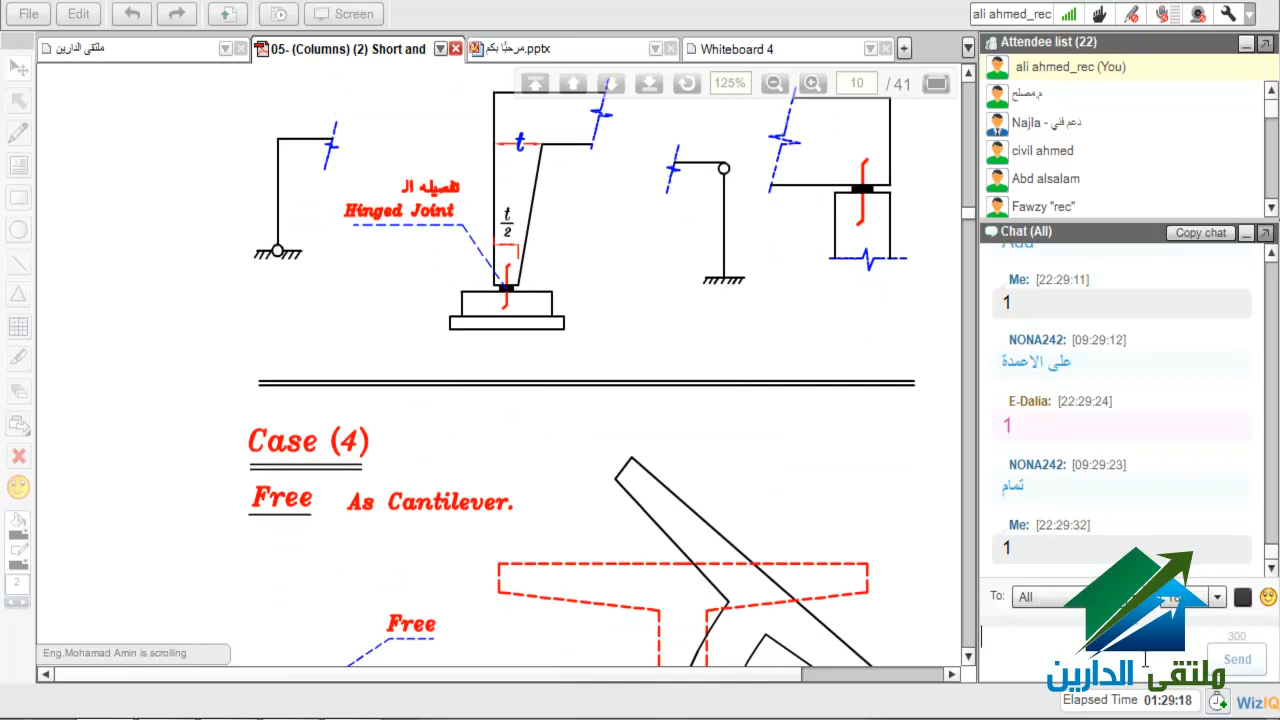 File
Edit
Screen
ali ahmed_rec
ملتقى الدارين
05- (Columns) (2) Short and
مرحبًا بكم.pptx
Whiteboard 4
125%
10
/ 41
Attendee list (22)
ali ahmed_rec (You)
م.مصلح
Najla - دعم فني
civil ahmed
Abd alsalam
Fawzy "rec"
t
تفصيله ال
Hinged Joint
t
2
Case (4)
Free
As Cantilever.
Free
Eng.Mohamad Amin is scrolling
2
Chat (All)
Copy chat
Add
Me: [22:29:11]
1
NONA242: [09:29:12]
على الاعمدة
E-Dalia: [22:29:24]
1
NONA242: [09:29:23]
تمام
Me: [22:29:32]
1
To:
All
300
Send
ملتقى الدارين
Elapsed Time
01:29:18
WizIQ